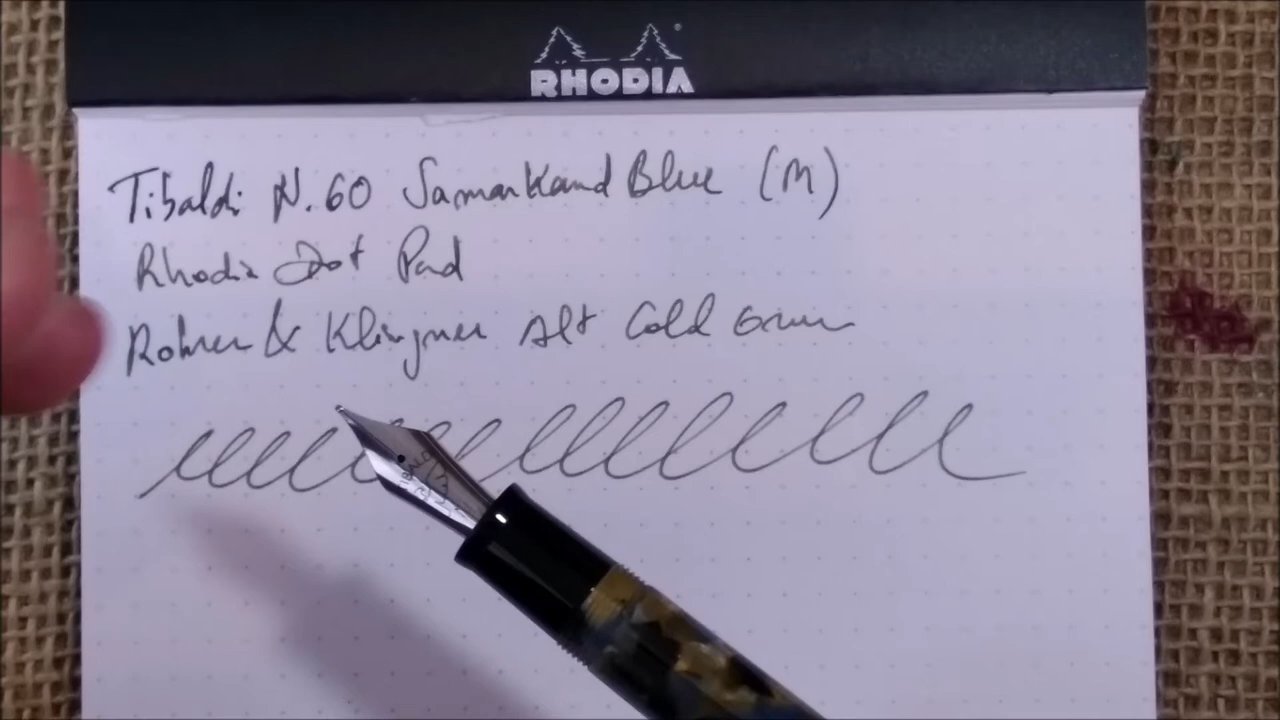 RHODIA
Tibaldi N.60 Samarkand Blue (M)
Rhodia Dot Pad
Rohrer & Klingner Alt Gold Grun